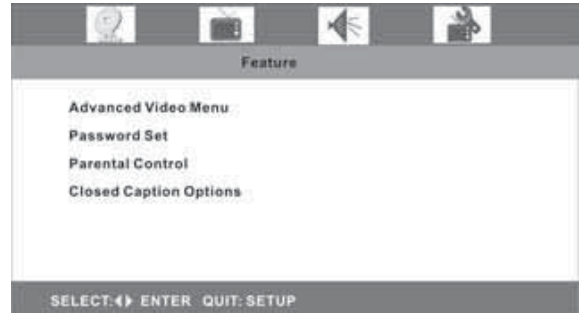 Feature
Advanced Video Menu
Password Set
Parental Control
Closed Caption Options
SELECT:◀▶ ENTER QUIT: SETUP